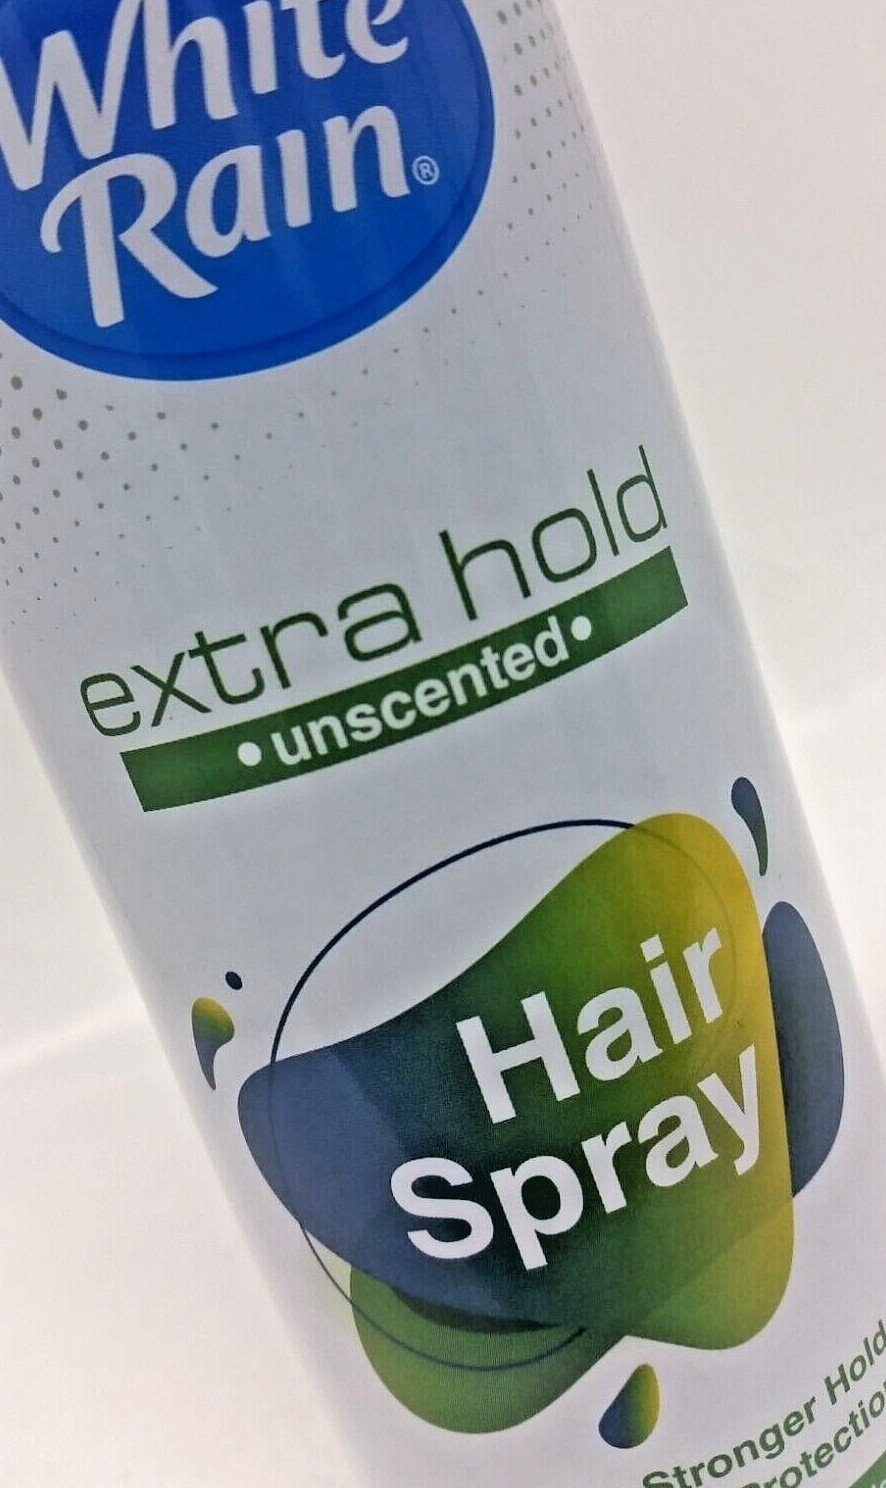 White
Rain®
extra hold
•unscented•
Hair
Spray
Stronger Hold